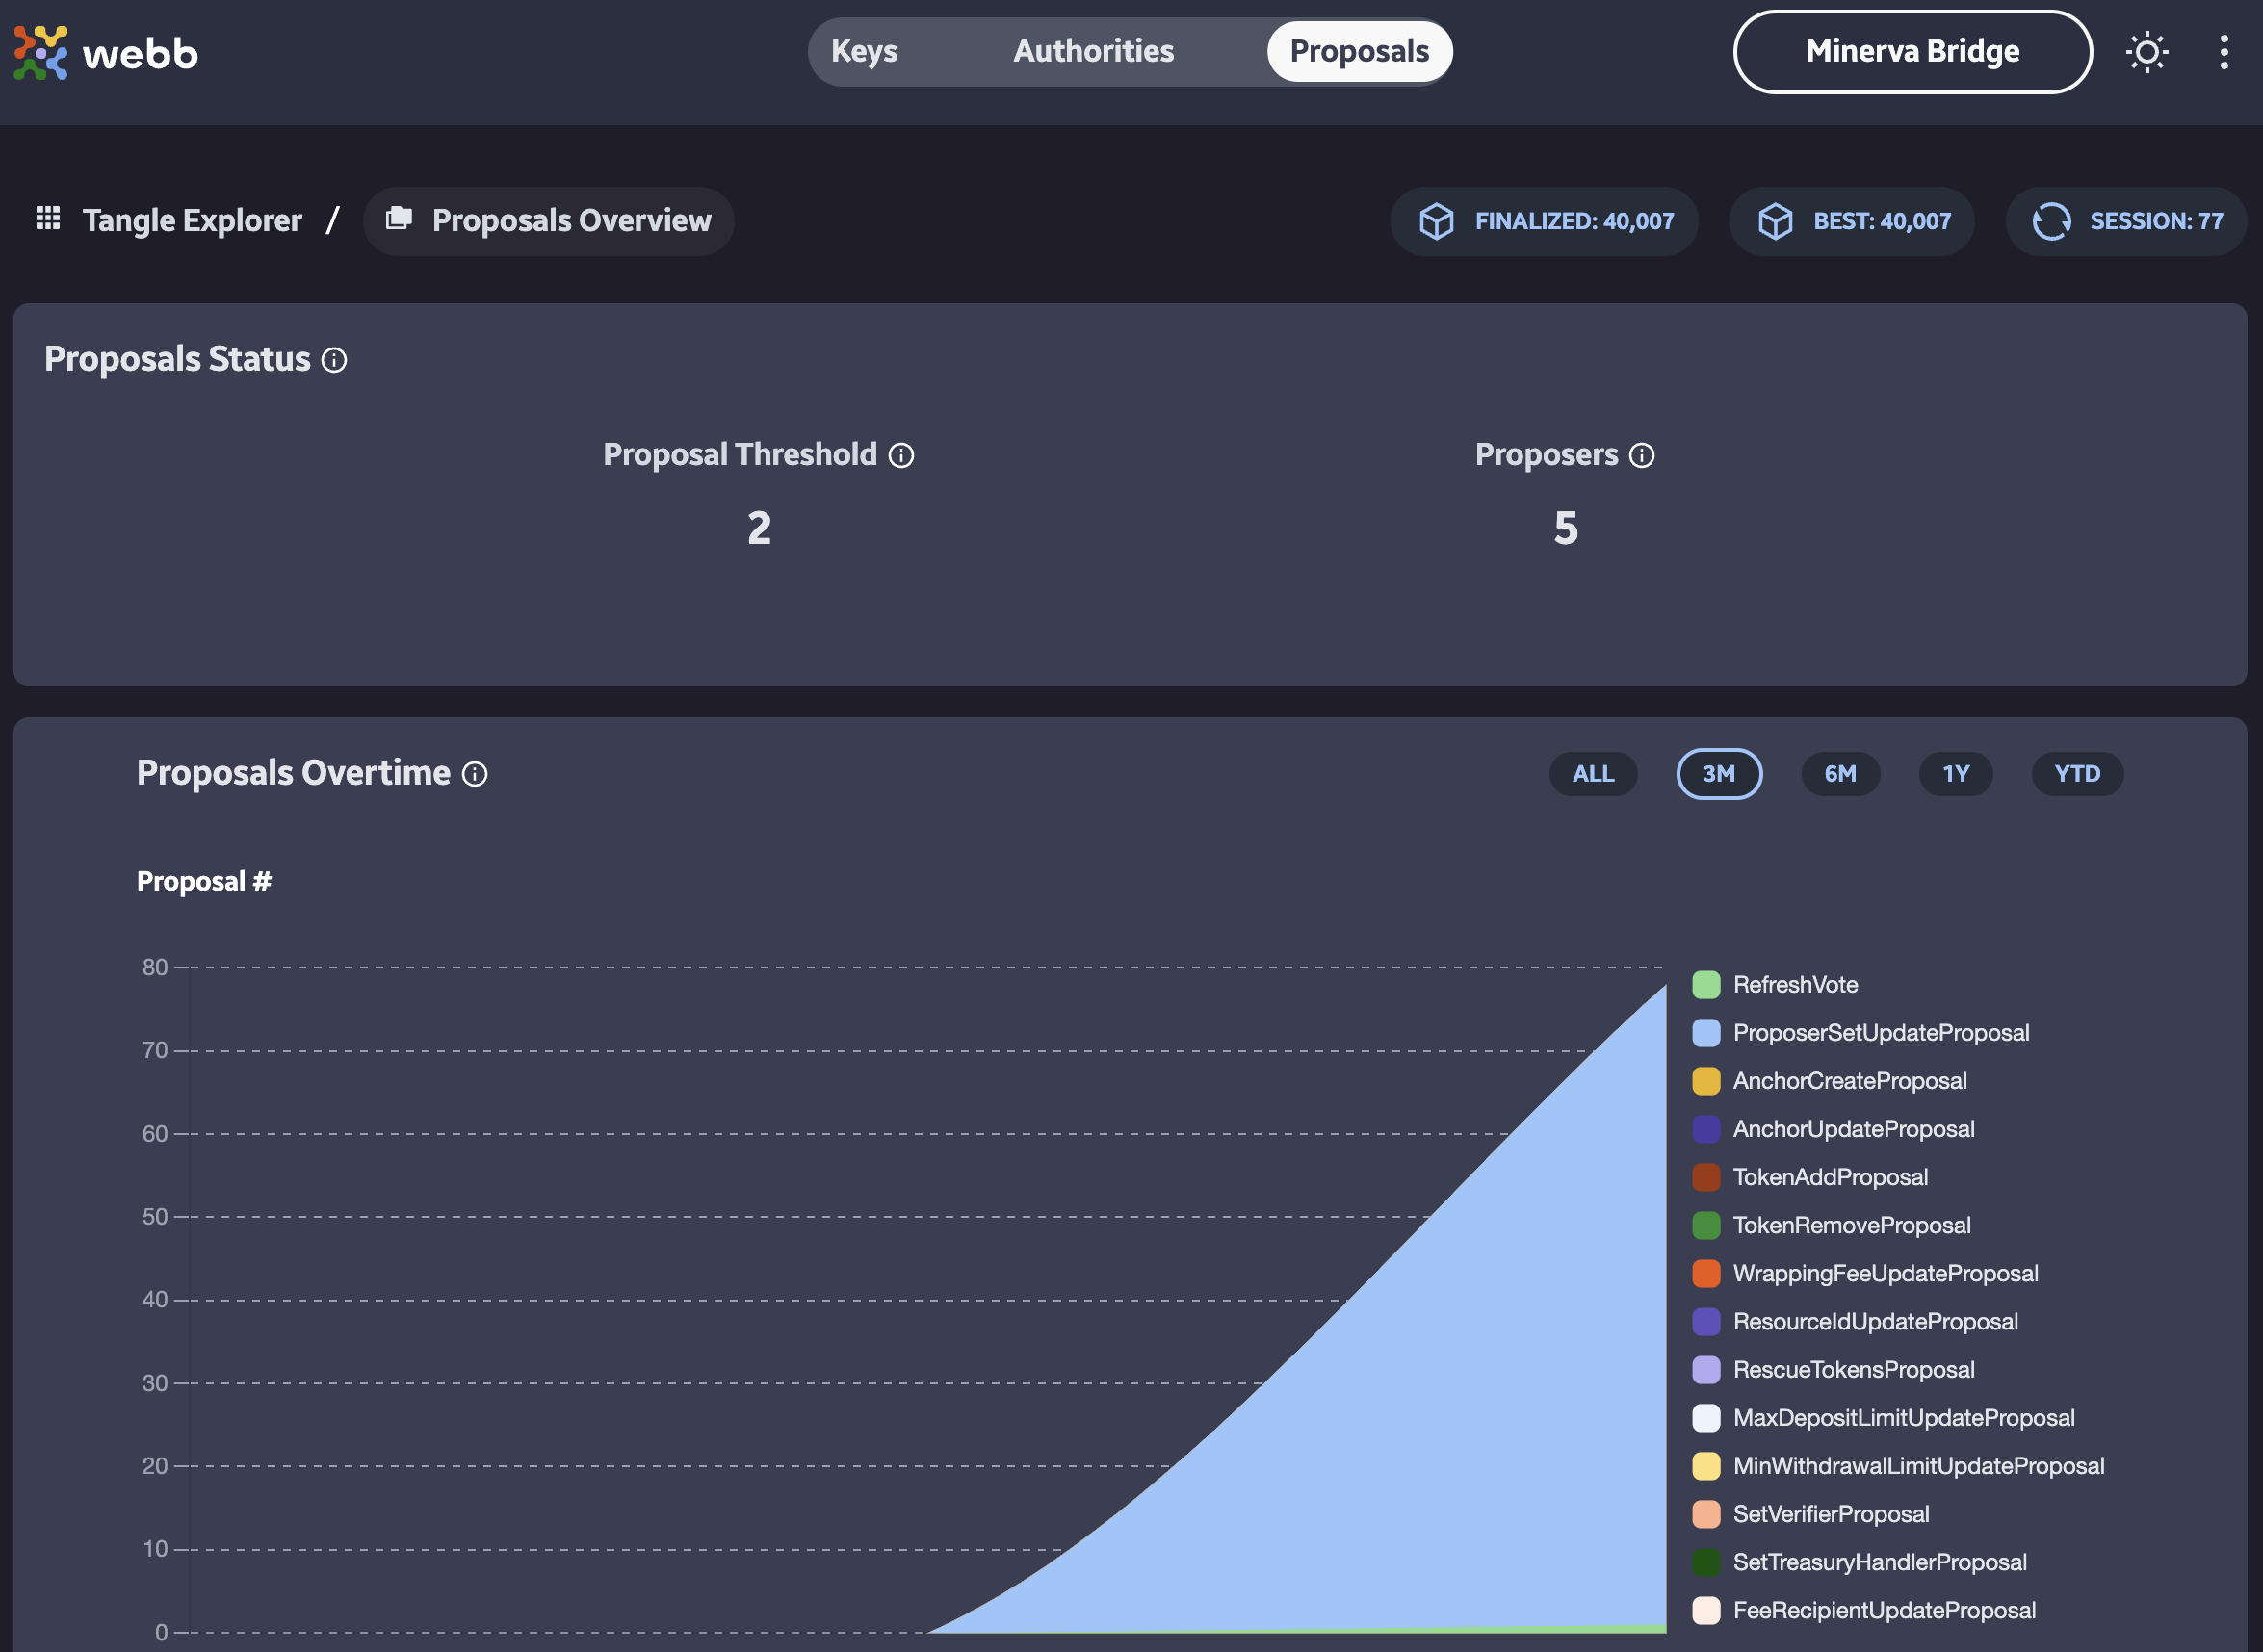 webb
Keys Authorities Proposals
Minerva Bridge
Tangle Explorer / Proposals Overview
FINALIZED: 40,007 BEST: 40,007 SESSION: 77
Proposals Status
Proposal Threshold
2
Proposers
5
Proposals Overtime
ALL 3M 6M 1Y YTD
Proposal #
80
70
60
50
40
30
20
10
0
RefreshVote
ProposerSetUpdateProposal
AnchorCreateProposal
AnchorUpdateProposal
TokenAddProposal
TokenRemoveProposal
WrappingFeeUpdateProposal
ResourceIdUpdateProposal
RescueTokensProposal
MaxDepositLimitUpdateProposal
MinWithdrawalLimitUpdateProposal
SetVerifierProposal
SetTreasuryHandlerProposal
FeeRecipientUpdateProposal